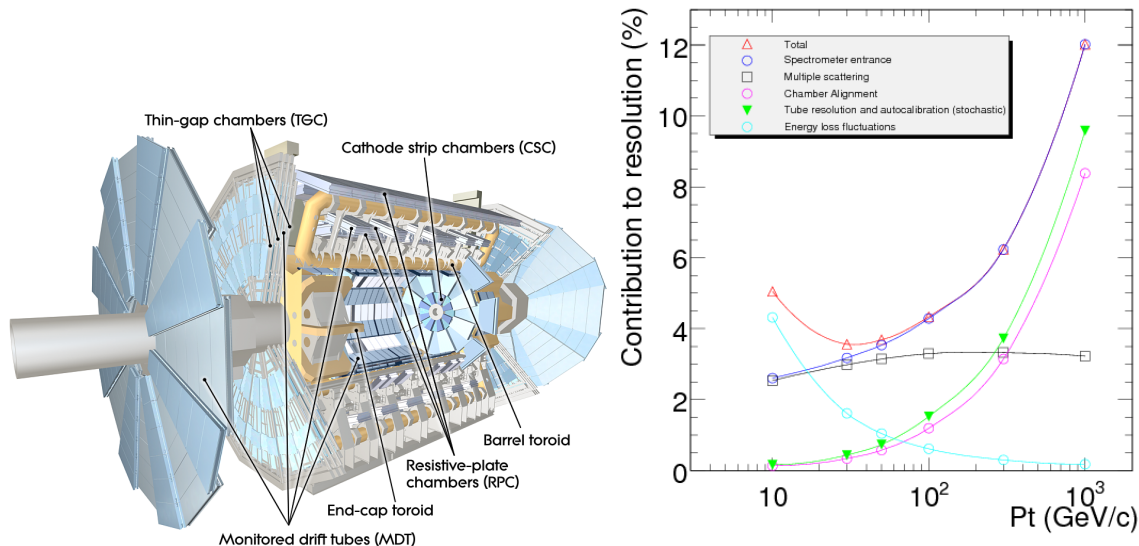 Thin-gap chambers (TGC)
Cathode strip chambers (CSC)
Barrel toroid
Resistive-plate
chambers (RPC)
End-cap toroid
Monitored drift tubes (MDT)
Contribution to resolution (%)
12
10
8
6
4
2
0
Total
Spectrometer entrance
Multiple scattering
Chamber Alignment
Tube resolution and autocalibration (stochastic)
Energy loss fluctuations
10 10² 10³
Pt (GeV/c)